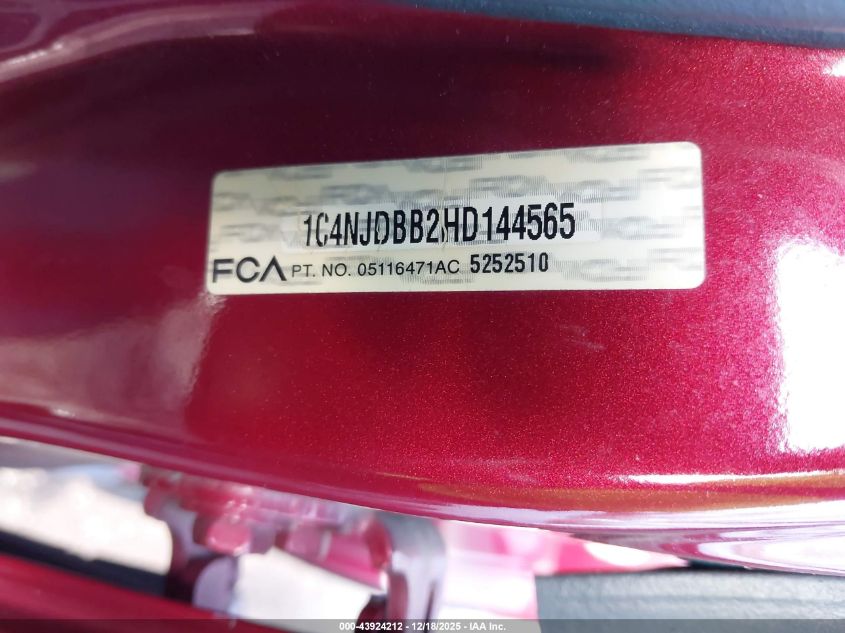 1C4NJDBB2HD144565
FCA PT. NO. 05116471AC 5252510
000-43924212 - 12/18/2025 - IAA Inc.